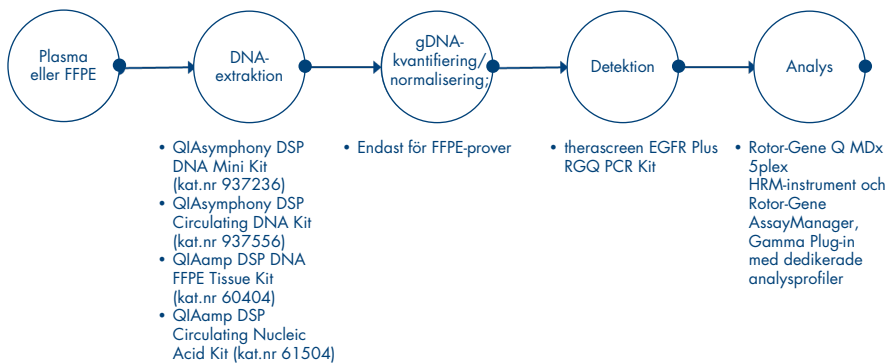 Plasma
eller FFPE
DNA-
extraktion
gDNA-
kvantifiering/
normalisering;
Detektion
Analys
• QIAsymphony DSP
DNA Mini Kit
(kat.nr 937236)
• QIAsymphony DSP
Circulating DNA Kit
(kat.nr 937556)
• QIAamp DSP DNA
FFPE Tissue Kit
(kat.nr 60404)
• QIAamp DSP
Circulating Nucleic
Acid Kit (kat.nr 61504)
• Endast för FFPE-prover
• therascreen EGFR Plus
RGQ PCR Kit
• Rotor-Gene Q MDx
5plex
HRM-instrument och
Rotor-Gene
AssayManager,
Gamma Plug-in
med dedikerade
analysprofiler